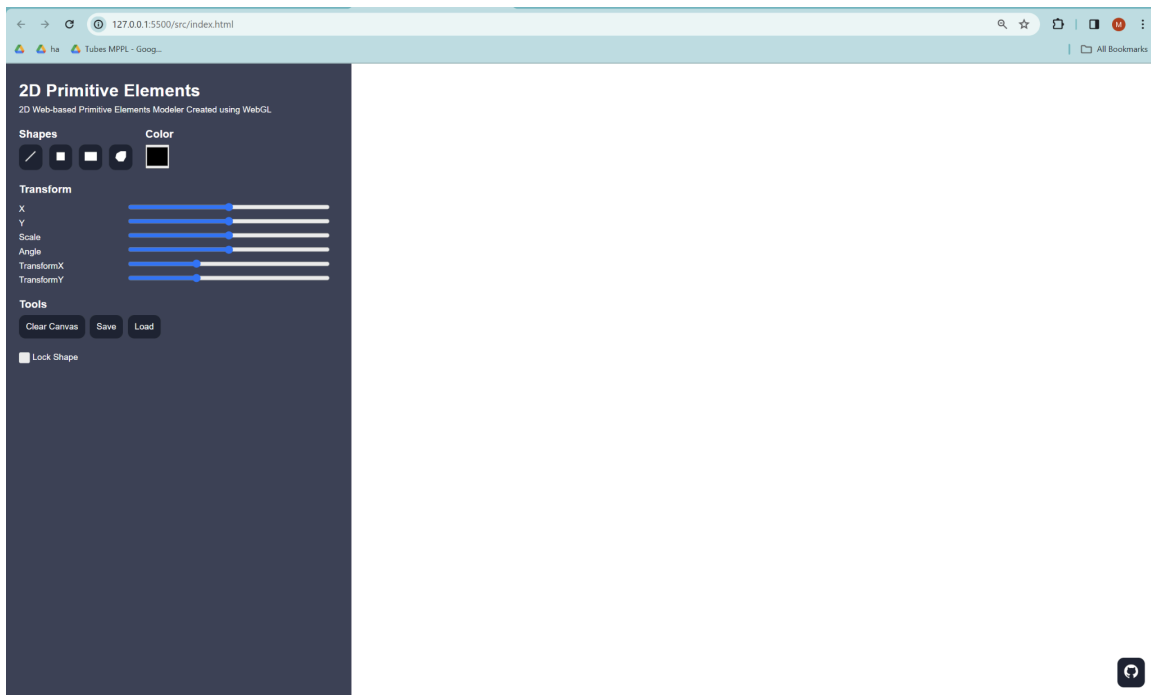 127.0.0.1:5500/src/index.html
M
ha
Tubes MPPL - Goog...
All Bookmarks
2D Primitive Elements
2D Web-based Primitive Elements Modeler Created using WebGL
Shapes Color
Transform
X
Y
Scale
Angle
TransformX
TransformY
Tools
Clear Canvas Save Load
Lock Shape